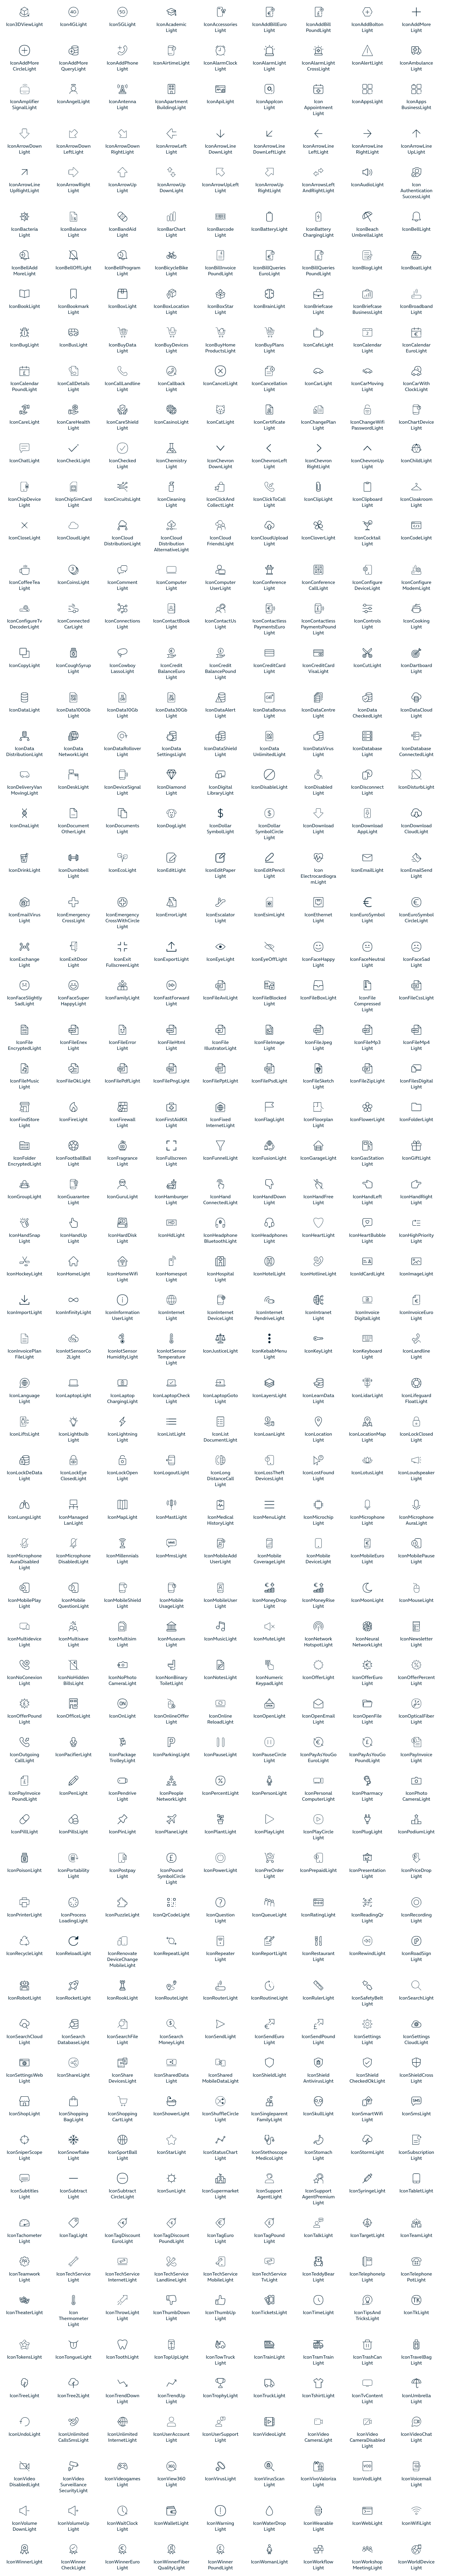 Icon3DViewLight Icon4GLight Icon5GLight IconAcademic Light IconAccessories Light IconAddBillEuro Light IconAddBill PoundLight IconAddBolton Light IconAddMore Light
IconAddMore CircleLight IconAddMore QueryLight IconAddPhone Light IconAirtimeLight IconAlarmClock Light IconAlarmLight Light IconAlarmLight CrossLight IconAlertLight IconAmbulance Light
IconAmplifier SignalLight IconAngelLight IconAntenna Light IconApartment BuildingLight IconApiLight IconAppIcon Light Icon Appointment Light IconAppsLight IconApps BusinessLight
IconArrowDown Light IconArrowDown LeftLight IconArrowDown RightLight IconArrowLeft Light IconArrowLine DownLight IconArrowLine DownLeftLight IconArrowLine LeftLight IconArrowLine RightLight IconArrowLine UpLight
IconArrowLine UpRightLight IconArrowRight Light IconArrowUp Light IconArrowUp DownLight IconArrowUpLeft Light IconArrowUp RightLight IconArrowsLeft AndRightLight IconAudioLight Icon Authentication SuccessLight
IconBacteria Light IconBalance Light IconBandAid Light IconBarChart Light IconBarcode Light IconBatteryLight IconBattery ChargingLight IconBeach UmbrellaLight IconBellLight
IconBellAdd MoreLight IconBellOffLight IconBellProgram Light IconBicycleBike Light IconBillInvoice PoundLight IconBillQueries EuroLight IconBillQueries PoundLight IconBlogLight IconBoatLight
IconBookLight IconBookmark Light IconBoxLight IconBoxLocation Light IconBoxStar Light IconBrainLight IconBriefcase Light IconBriefcase BusinessLight IconBroadband Light
IconBugLight IconBusLight IconBuyData Light IconBuyDevices Light IconBuyHome ProductsLight IconBuyPlans Light IconCafeLight IconCalendar Light IconCalendar EuroLight
IconCalendar PoundLight IconCallDetails Light IconCallLandline Light IconCallback Light IconCancelLight IconCancellation Light IconCarLight IconCarMoving Light IconCarWith ClockLight
IconCareLight IconCareHealth Light IconCareShield Light IconCasinoLight IconCatLight IconCertificate Light IconChangePlan Light IconChangeWifi PasswordLight IconChartDevice Light
IconChatLight IconCheckLight IconChecked Light IconChemistry Light IconChevron DownLight IconChevronLeft Light IconChevron RightLight IconChevronUp Light IconChildLight
IconChipDevice Light IconChipSimCard Light IconCircuitsLight IconCleaning Light IconClickAnd CollectLight IconClickToCall Light IconClipLight IconClipboard Light IconCloakroom Light
IconCloseLight IconCloudLight IconCloud DistributionLight IconCloud Distribution AlternativeLight IconCloud FriendsLight IconCloudUpload Light IconCloverLight IconCocktail Light IconCodeLight
IconCoffeeTea Light IconCoinsLight IconComment Light IconComputer Light IconComputer UserLight IconConference Light IconConference CallLight IconConfigure DeviceLight IconConfigure ModemLight
IconConfigureTv DecoderLight IconConnected CarLight IconConnections Light IconContactBook Light IconContactUs Light IconContactless PaymentsEuro Light IconContactless PaymentsPound Light IconControls Light IconCooking Light
IconCopyLight IconCoughSyrup Light IconCowboy LassoLight IconCredit BalanceEuro Light IconCredit BalancePound Light IconCreditCard Light IconCreditCard VisaLight IconCutLight IconDartboard Light
IconDataLight IconData100Gb Light IconData10Gb Light IconData30Gb Light IconDataAlert Light IconDataBonus Light IconDataCentre Light IconData CheckedLight IconDataCloud Light
IconData DistributionLight IconData NetworkLight IconDataRollover Light IconData SettingsLight IconDataShield Light IconData UnlimitedLight IconDataVirus Light IconDatabase Light IconDatabase ConnectedLight
IconDeliveryVan MovingLight IconDeskLight IconDeviceSignal Light IconDiamond Light IconDigital LibraryLight IconDisableLight IconDisabled Light IconDisconnect Light IconDisturbLight
IconDnaLight IconDocument OtherLight IconDocuments Light IconDogLight IconDollar SymbolLight IconDollar SymbolCircle Light IconDownload Light IconDownload AppLight IconDownload CloudLight
IconDrinkLight IconDumbbell Light IconEcoLight IconEditLight IconEditPaper Light IconEditPencil Light Icon Electrocardiogra mLight IconEmailLight IconEmailSend Light
IconEmailVirus Light IconEmergency CrossLight IconEmergency CrossWithCircle Light IconErrorLight IconEscalator Light IconEsimLight IconEthernet Light IconEuroSymbol Light IconEuroSymbol CircleLight
IconExchange Light IconExitDoor Light IconExit FullscreenLight IconExportLight IconEyeLight IconEyeOffLight IconFaceHappy Light IconFaceNeutral Light IconFaceSad Light
IconFaceSlightly SadLight IconFaceSuper HappyLight IconFamilyLight IconFastForward Light IconFileAviLight IconFileBlocked Light IconFileBoxLight IconFile Compressed Light IconFileCssLight
IconFile EncryptedLight IconFileEnex Light IconFileError Light IconFileHtml Light IconFile IllustratorLight IconFileImage Light IconFileJpeg Light IconFileMp3 Light IconFileMp4 Light
IconFileMusic Light IconFileOkLight IconFilePdfLight IconFilePngLight IconFilePptLight IconFilePsdLight IconFileSketch Light IconFileZipLight IconFilesDigital Light
IconFindStore Light IconFireLight IconFirewall Light IconFirstAidKit Light IconFixed InternetLight IconFlagLight IconFloorplan Light IconFlowerLight IconFolderLight
IconFolder EncryptedLight IconFootballBall Light IconFragrance Light IconFullscreen Light IconFunnelLight IconFusionLight IconGarageLight IconGasStation Light IconGiftLight
IconGroupLight IconGuarantee Light IconGuruLight IconHamburger Light IconHand ConnectedLight IconHandDown Light IconHandFree Light IconHandLeft Light IconHandRight Light
IconHandSnap Light IconHandUp Light IconHardDisk Light IconHdLight IconHeadphone BluetoothLight IconHeadphones Light IconHeartLight IconHeartBubble Light IconHighPriority Light
IconHockeyLight IconHomeLight IconHomeWifi Light IconHomespot Light IconHospital Light IconHotelLight IconHotlineLight IconIdCardLight IconImageLight
IconImportLight IconInfinityLight IconInformation UserLight IconInternet Light IconInternet DeviceLight IconInternet PendriveLight IconIntranet Light IconInvoice DigitalLight IconInvoiceEuro Light
IconInvoicePlan FileLight IconIotSensorCo 2Light IconIotSensor HumidityLight IconIotSensor Temperature Light IconJusticeLight IconKebabMenu Light IconKeyLight IconKeyboard Light IconLandline Light
IconLanguage Light IconLaptopLight IconLaptop ChargingLight IconLaptopCheck Light IconLaptopGoto Light IconLayersLight IconLearnData Light IconLidarLight IconLifeguard FloatLight
IconLiftsLight IconLightbulb Light IconLightning Light IconListLight IconList DocumentLight IconLoanLight IconLocation Light IconLocationMap Light IconLockClosed Light
IconLockDeData Light IconLockEye ClosedLight IconLockOpen Light IconLogoutLight IconLong DistanceCall Light IconLossTheft DevicesLight IconLostFound Light IconLotusLight IconLoudspeaker Light
IconLungsLight IconManaged LanLight IconMapLight IconMastLight IconMedical HistoryLight IconMenuLight IconMicrochip Light IconMicrophone Light IconMicrophone AuraLight
IconMicrophone AuraDisabled Light IconMicrophone DisabledLight IconMillennials Light IconMmsLight IconMobileAdd UserLight IconMobile CoverageLight IconMobile DeviceLight IconMobileEuro Light IconMobilePause Light
IconMobilePlay Light IconMobile QuestionLight IconMobileShield Light IconMobile UsageLight IconMobileUser Light IconMoneyDrop Light IconMoneyRise Light IconMoonLight IconMouseLight
IconMultidevice Light IconMultisave Light IconMultisim Light IconMuseum Light IconMusicLight IconMuteLight IconNetwork HotspotLight IconNeural NetworkLight IconNewsletter Light
IconNoConexion Light IconNoHidden BillsLight IconNoPhoto CameraLight IconNonBinary ToiletLight IconNotesLight IconNumeric KeypadLight IconOfferLight IconOfferEuro Light IconOfferPercent Light
IconOfferPound Light IconOfficeLight IconOnLight IconOnlineOffer Light IconOnline ReloadLight IconOpenLight IconOpenEmail Light IconOpenFile Light IconOpticalFiber Light
IconOutgoing CallLight IconPacifierLight IconPackage TrolleyLight IconParkingLight IconPauseLight IconPauseCircle Light IconPayAsYouGo EuroLight IconPayAsYouGo PoundLight IconPayInvoice Light
IconPayInvoice PoundLight IconPenLight IconPendrive Light IconPeople NetworkLight IconPercentLight IconPersonLight IconPersonal ComputerLight IconPharmacy Light IconPhoto CameraLight
IconPillLight IconPillsLight IconPinLight IconPlaneLight IconPlantLight IconPlayLight IconPlayCircle Light IconPlugLight IconPodiumLight
IconPoisonLight IconPortability Light IconPostpay Light IconPound SymbolCircle Light IconPowerLight IconPreOrder Light IconPrepaidLight IconPresentation Light IconPriceDrop Light
IconPrinterLight IconProcess LoadingLight IconPuzzleLight IconQrCodeLight IconQuestion Light IconQueueLight IconRatingLight IconReadingQr Light IconRecording Light
IconRecycleLight IconReloadLight IconRenovate DeviceChange MobileLight IconRepeatLight IconRepeater Light IconReportLight IconRestaurant Light IconRewindLight IconRoadSign Light
IconRobotLight IconRocketLight IconRookLight IconRouteLight IconRouterLight IconRoutineLight IconRulerLight IconSafetyBelt Light IconSearchLight
IconSearchCloud Light IconSearch DatabaseLight IconSearchFile Light IconSearch MoneyLight IconSendLight IconSendEuro Light IconSendPound Light IconSettings Light IconSettings CloudLight
IconSettingsWeb Light IconShareLight IconShare DevicesLight IconSharedData Light IconShared MobileDataLight IconShieldLight IconShield AntivirusLight IconShield CheckedOkLight IconShieldCross Light
IconShopLight IconShopping BagLight IconShopping CartLight IconShowerLight IconShuffleCircle Light IconSingleparent FamilyLight IconSkullLight IconSmartWifi Light IconSmsLight
IconSniperScope Light IconSnowflake Light IconSportBall Light IconStarLight IconStatusChart Light IconStethoscope MedicoLight IconStomach Light IconStormLight IconSubscription Light
IconSubtitles Light IconSubtract Light IconSubtract CircleLight IconSunLight IconSupermarket Light IconSupport AgentLight IconSupport AgentPremium Light IconSyringeLight IconTabletLight
IconTachometer Light IconTagLight IconTagDiscount EuroLight IconTagDiscount PoundLight IconTagEuro Light IconTagPound Light IconTalkLight IconTargetLight IconTeamLight
IconTeamwork Light IconTechService Light IconTechService InternetLight IconTechService LandlineLight IconTechService MobileLight IconTechService TvLight IconTeddyBear Light IconTelephoneIp Light IconTelephone PotLight
IconTheaterLight Icon Thermometer Light IconThrowLight Light IconThumbDown Light IconThumbUp Light IconTicketsLight IconTimeLight IconTipsAnd TricksLight IconTkLight
IconTokensLight IconTongueLight IconToothLight IconTopUpLight IconTowTruck Light IconTrainLight IconTramTrain Light IconTrashCan Light IconTravelBag Light
IconTreeLight IconTree2Light IconTrendDown Light IconTrendUp Light IconTrophyLight IconTruckLight IconTshirtLight IconTvContent Light IconUmbrella Light
IconUndoLight IconUnlimited CallsSmsLight IconUnlimited InternetLight IconUserAccount Light IconUserSupport Light IconVideoLight IconVideo CameraLight IconVideo CameraDisabled Light IconVideoChat Light
IconVideo DisabledLight IconVideo Surveillance SecurityLight IconVideogames Light IconView360 Light IconVirusLight IconVirusScan Light IconVivoValoriza Light IconVodLight IconVoicemail Light
IconVolume DownLight IconVolumeUp Light IconWaitClock Light IconWalletLight IconWarning Light IconWaterDrop Light IconWearable Light IconWebLight IconWifiLight
IconWinnerLight IconWinner CheckLight IconWinnerEuro Light IconWinnerFiber QualityLight IconWinner PoundLight IconWomanLight IconWorkflow Light IconWorkshop MeetingLight IconWorldDevice Light